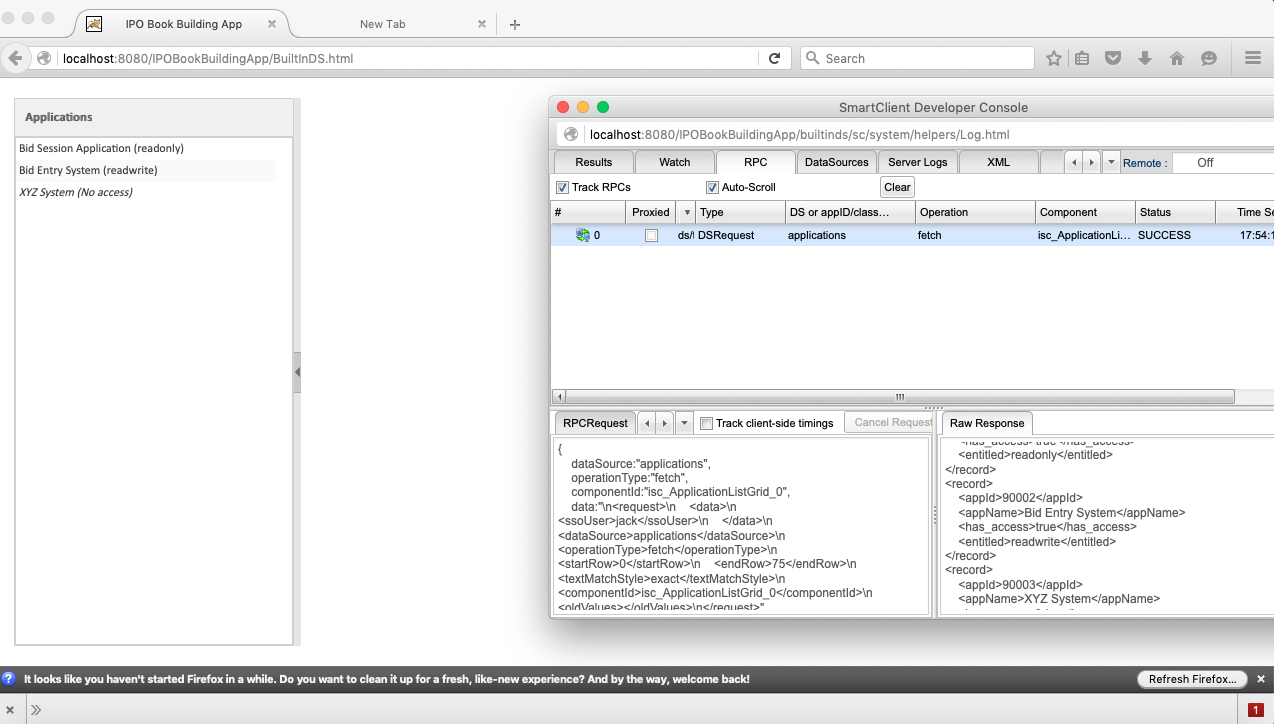 IPO Book Building App
New Tab
localhost:8080/IPOBookBuildingApp/BuiltInDS.html
Search
Applications
Bid Session Application (readonly)
Bid Entry System (readwrite)
XYZ System (No access)
SmartClient Developer Console
localhost:8080/IPOBookBuildingApp/builtinds/sc/system/helpers/Log.html
Results Watch RPC DataSources Server Logs XML Remote : Off
Track RPCs Auto-Scroll Clear
# Proxied Type DS or appID/class... Operation Component Status Time Se
0 ds/ DSRequest applications fetch isc_ApplicationLi... SUCCESS 17:54:1
RPCRequest Track client-side timings Cancel Request
{
dataSource:"applications",
operationType:"fetch",
componentId:"isc_ApplicationListGrid_0",
data:"\n<request>\n <data>\n
<ssoUser>jack</ssoUser>\n </data>\n
<dataSource>applications</dataSource>\n
<operationType>fetch</operationType>\n
<startRow>0</startRow>\n <endRow>75</endRow>\n
<textMatchStyle>exact</textMatchStyle>\n
<componentId>isc_ApplicationListGrid_0</componentId>\n
<oldValues></oldValues>\n</request>"
Raw Response
<has_access>true</has_access>
<entitled>readonly</entitled>
</record>
<record>
<appId>90002</appId>
<appName>Bid Entry System</appName>
<has_access>true</has_access>
<entitled>readwrite</entitled>
</record>
<record>
<appId>90003</appId>
<appName>XYZ System</appName>
It looks like you haven't started Firefox in a while. Do you want to clean it up for a fresh, like-new experience? And by the way, welcome back!
Refresh Firefox...
1